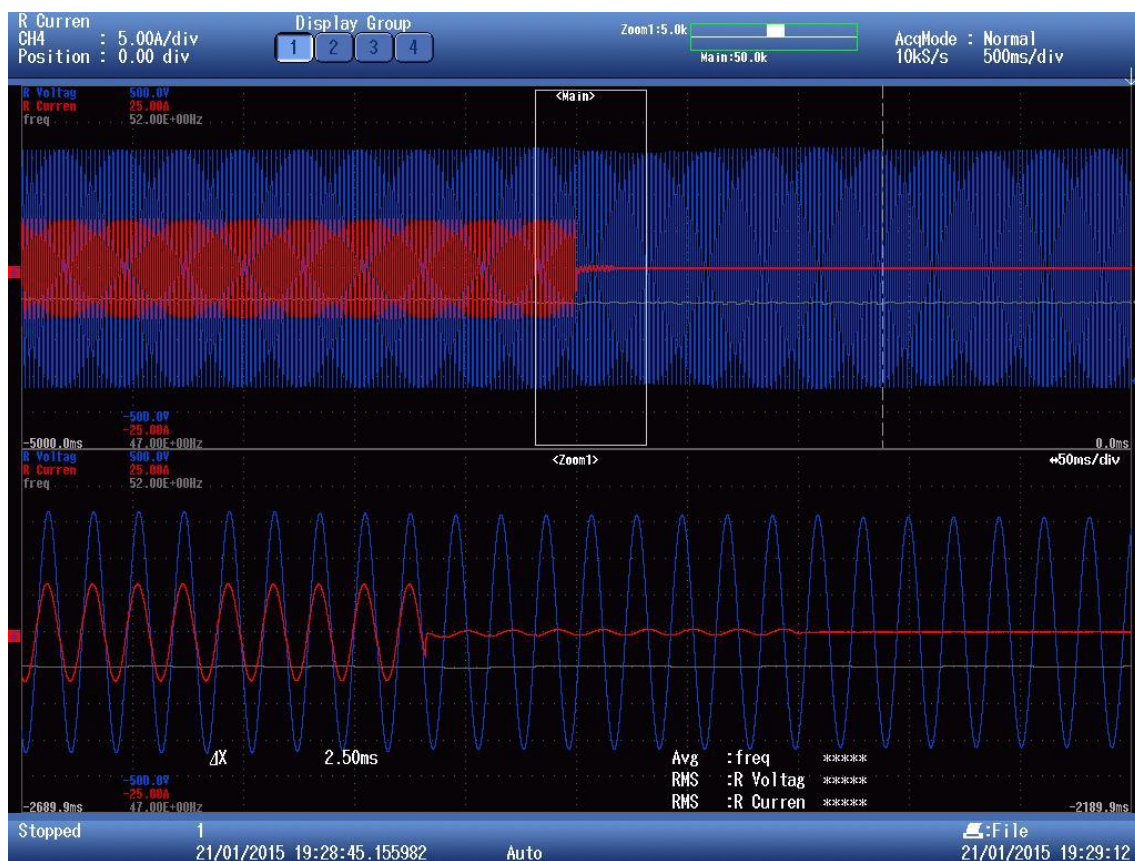 R Curren
CH4 : 5.00A/div
Position : 0.00 div
Display Group
1 2 3 4
Zoom1:5.0k
Main:50.0k
AcqMode : Normal
10kS/s 500ms/div
R Voltag 500.0V
R Curren 25.00A
freq 52.00E+00Hz
<Main>
-500.0V
-25.00A
-5000.0ms 47.00E+00Hz 0.0ms
R Voltag 500.0V
R Curren 25.00A
freq 52.00E+00Hz
<Zoom1>
↔50ms/div
ΔX 2.50ms
Avg :freq *****
RMS :R Voltag *****
RMS :R Curren *****
-500.0V
-25.00A
-2689.9ms 47.00E+00Hz -2189.9ms
Stopped 1 :File
21/01/2015 19:28:45.155982 Auto 21/01/2015 19:29:12